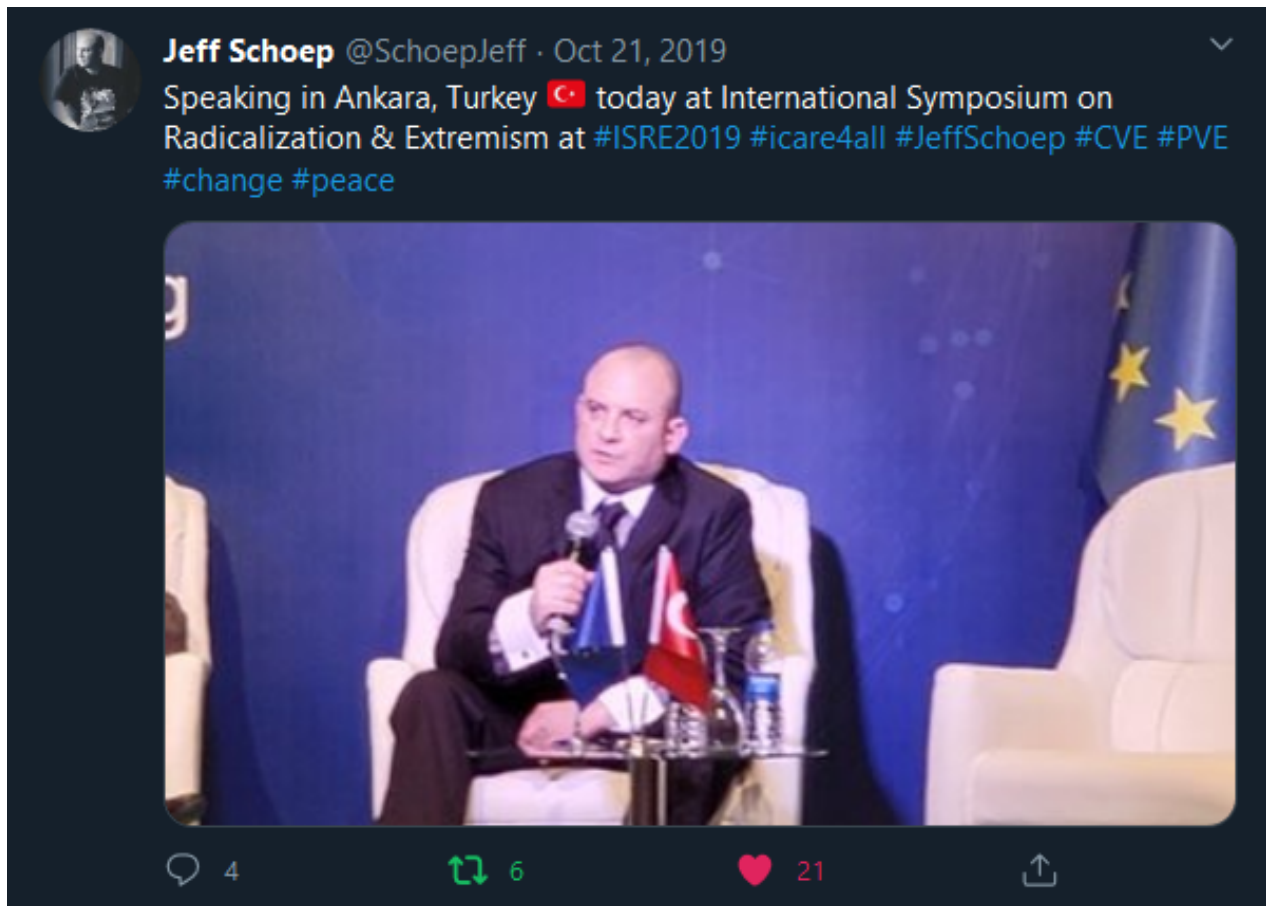 Jeff Schoep @SchoepJeff · Oct 21, 2019
Speaking in Ankara, Turkey 🇹🇷 today at International Symposium on
Radicalization & Extremism at #ISRE2019 #icare4all #JeffSchoep #CVE #PVE
#change #peace
g
4 6 21